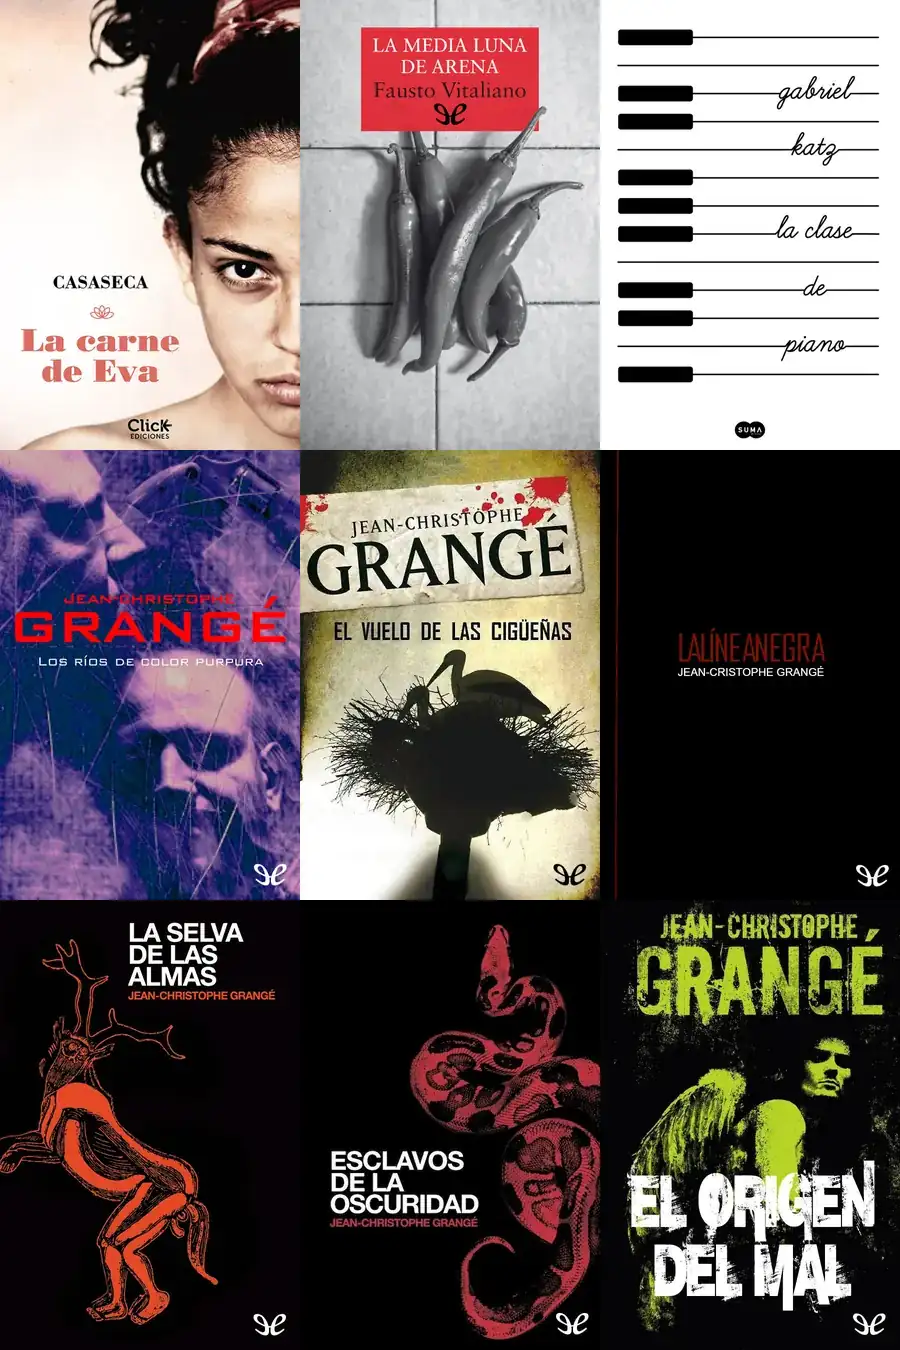 CASASECA
La carne
de Eva
Click
EDICIONES
LA MEDIA LUNA
DE ARENA
Fausto Vitaliano
gabriel
katz
la clase
de
piano
SUMA
JEAN-CHRISTOPHE
GRANGÉ
LOS RÍOS DE COLOR PURPURA
JEAN-CHRISTOPHE
GRANGÉ
EL VUELO DE LAS CIGÜEÑAS
LALÍNEANEGRA
JEAN-CRISTOPHE GRANGÉ
LA SELVA
DE LAS
ALMAS
JEAN-CHRISTOPHE GRANGÉ
ESCLAVOS
DE LA
OSCURIDAD
JEAN-CHRISTOPHE GRANGÉ
JEAN-CHRISTOPHE
GRANGÉ
EL ORIGEN
DEL MAL